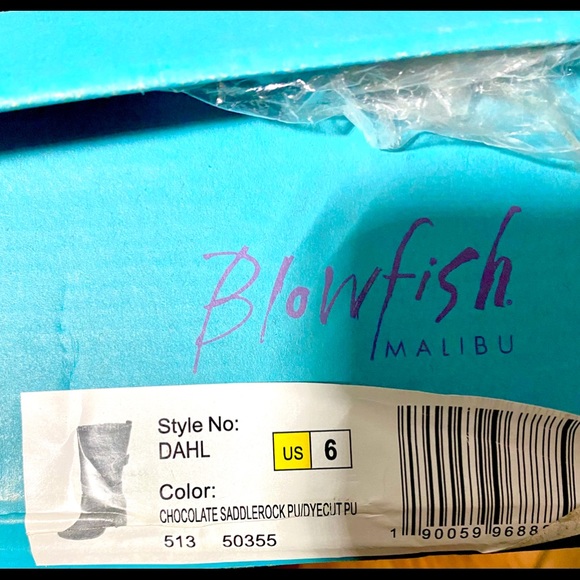 Blowfish
MALIBU
Style No:
DAHL
US 6
Color:
CHOCOLATE SADDLEROCK PU/DYECUT PU
513 50355
1 90059 9688